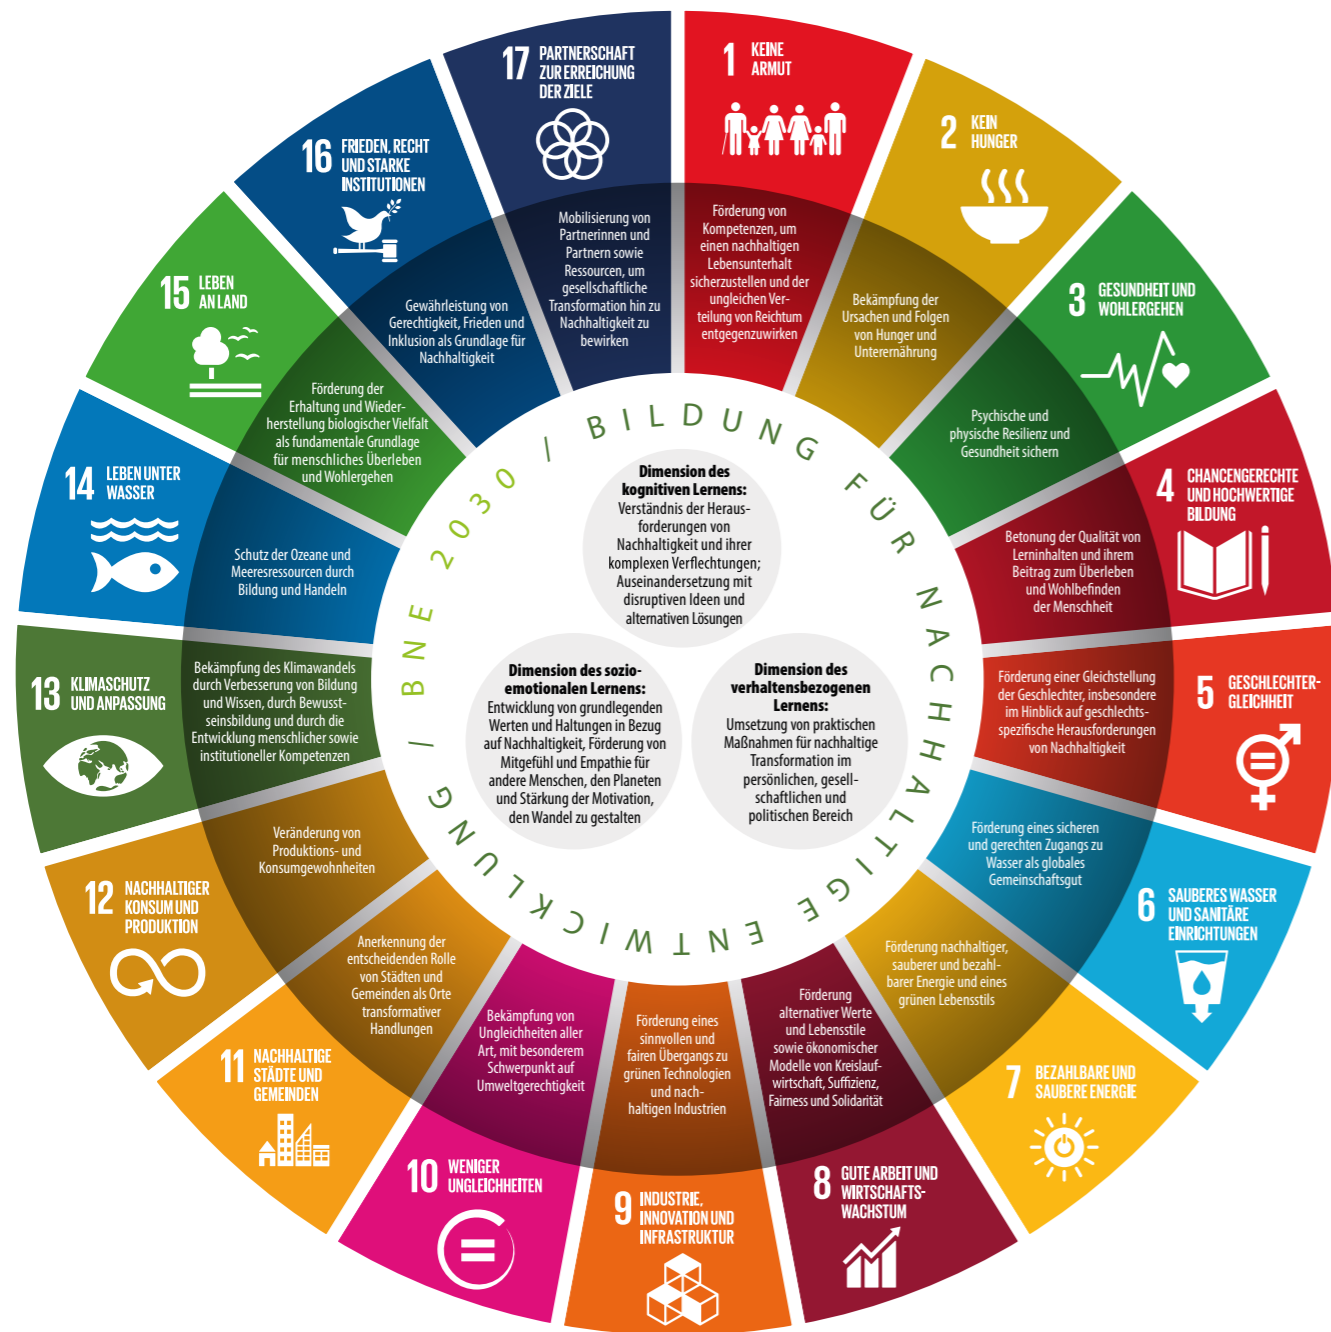 1 KEINE
ARMUT
Förderung von
Kompetenzen, um
einen nachhaltigen
Lebensunterhalt
sicherzustellen und der
ungleichen Ver-
teilung von Reichtum
entgegenzuwirken
2 KEIN
HUNGER
Bekämpfung der
Ursachen und Folgen
von Hunger und
Unterernährung
3 GESUNDHEIT UND
WOHLERGEHEN
Psychische und
physische Resilienz und
Gesundheit sichern
4 CHANCENGERECHTE
UND HOCHWERTIGE
BILDUNG
Betonung der Qualität von
Lerninhalten und ihrem
Beitrag zum Überleben
und Wohlbefinden
der Menschheit
5 GESCHLECHTER-
GLEICHHEIT
Förderung einer Gleichstellung
der Geschlechter, insbesondere
im Hinblick auf geschlechts-
spezifische Herausforderungen
von Nachhaltigkeit
6 SAUBERES WASSER
UND SANITÄRE
EINRICHTUNGEN
Förderung eines sicheren
und gerechten Zugangs zu
Wasser als globales
Gemeinschaftsgut
7 BEZAHLBARE UND
SAUBERE ENERGIE
Förderung nachhaltiger,
sauberer und bezahl-
barer Energie und eines
grünen Lebensstils
8 GUTE ARBEIT UND
WIRTSCHAFTS-
WACHSTUM
Förderung
alternativer Werte
und Lebensstile
sowie ökonomischer
Modelle von Kreislauf-
wirtschaft, Suffizienz,
Fairness und Solidarität
9 INDUSTRIE,
INNOVATION UND
INFRASTRUKTUR
Förderung eines
sinnvollen und
fairen Übergangs zu
grünen Technologien
und nach-
haltigen Industrien
10 WENIGER
UNGLEICHHEITEN
Bekämpfung von
Ungleichheiten aller
Art, mit besonderem
Schwerpunkt auf
Umweltgerechtigkeit
11 NACHHALTIGE
STÄDTE UND
GEMEINDEN
Anerkennung der
entscheidenden Rolle
von Städten und
Gemeinden als Orte
transformativer
Handlungen
12 NACHHALTIGER
KONSUM UND
PRODUKTION
Veränderung von
Produktions- und
Konsumgewohnheiten
13 KLIMASCHUTZ
UND ANPASSUNG
Bekämpfung des Klimawandels
durch Verbesserung von Bildung
und Wissen, durch Bewusst-
seinsbildung und durch die
Entwicklung menschlicher sowie
institutioneller Kompetenzen
14 LEBEN UNTER
WASSER
Schutz der Ozeane und
Meeresressourcen durch
Bildung und Handeln
15 LEBEN
AN LAND
Förderung der
Erhaltung und Wieder-
herstellung biologischer Vielfalt
als fundamentale Grundlage
für menschliches Überleben
und Wohlergehen
16 FRIEDEN, RECHT
UND STARKE
INSTITUTIONEN
Gewährleistung von
Gerechtigkeit, Frieden und
Inklusion als Grundlage für
Nachhaltigkeit
17 PARTNERSCHAFT
ZUR ERREICHUNG
DER ZIELE
Mobilisierung von
Partnerinnen und
Partnern sowie
Ressourcen, um
gesellschaftliche
Transformation hin zu
Nachhaltigkeit zu
bewirken
/ BNE 2030 / BILDUNG FÜR NACHHALTIGE ENTWICKLUNG
Dimension des
kognitiven Lernens:
Verständnis der Heraus-
forderungen von
Nachhaltigkeit und ihrer
komplexen Verflechtungen;
Auseinandersetzung mit
disruptiven Ideen und
alternativen Lösungen
Dimension des sozio-
emotionalen Lernens:
Entwicklung von grundlegenden
Werten und Haltungen in Bezug
auf Nachhaltigkeit, Förderung von
Mitgefühl und Empathie für
andere Menschen, den Planeten
und Stärkung der Motivation,
den Wandel zu gestalten
Dimension des
verhaltensbezogenen
Lernens:
Umsetzung von praktischen
Maßnahmen für nachhaltige
Transformation im
persönlichen, gesell-
schaftlichen und
politischen Bereich